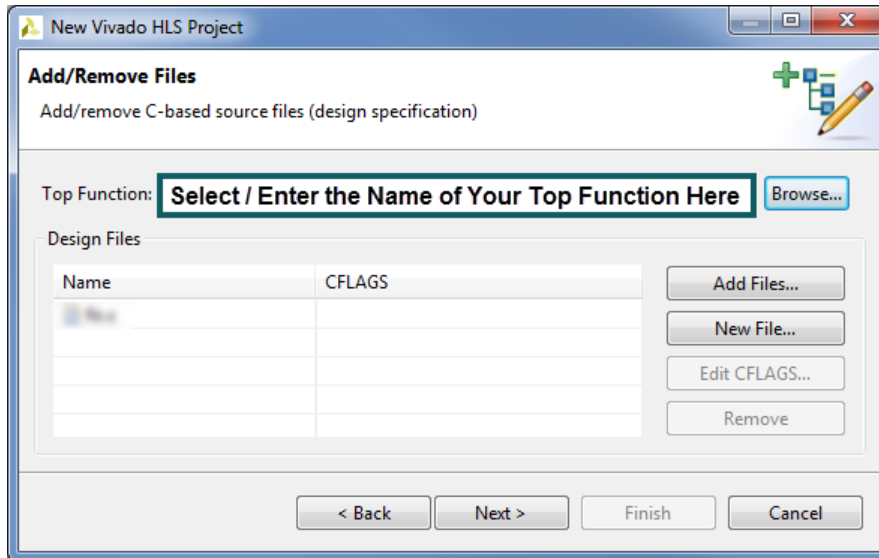 New Vivado HLS Project
Add/Remove Files
Add/remove C-based source files (design specification)
Top Function: Select / Enter the Name of Your Top Function Here Browse...
Design Files
Name CFLAGS
Add Files...
New File...
Edit CFLAGS...
Remove
< Back Next > Finish Cancel